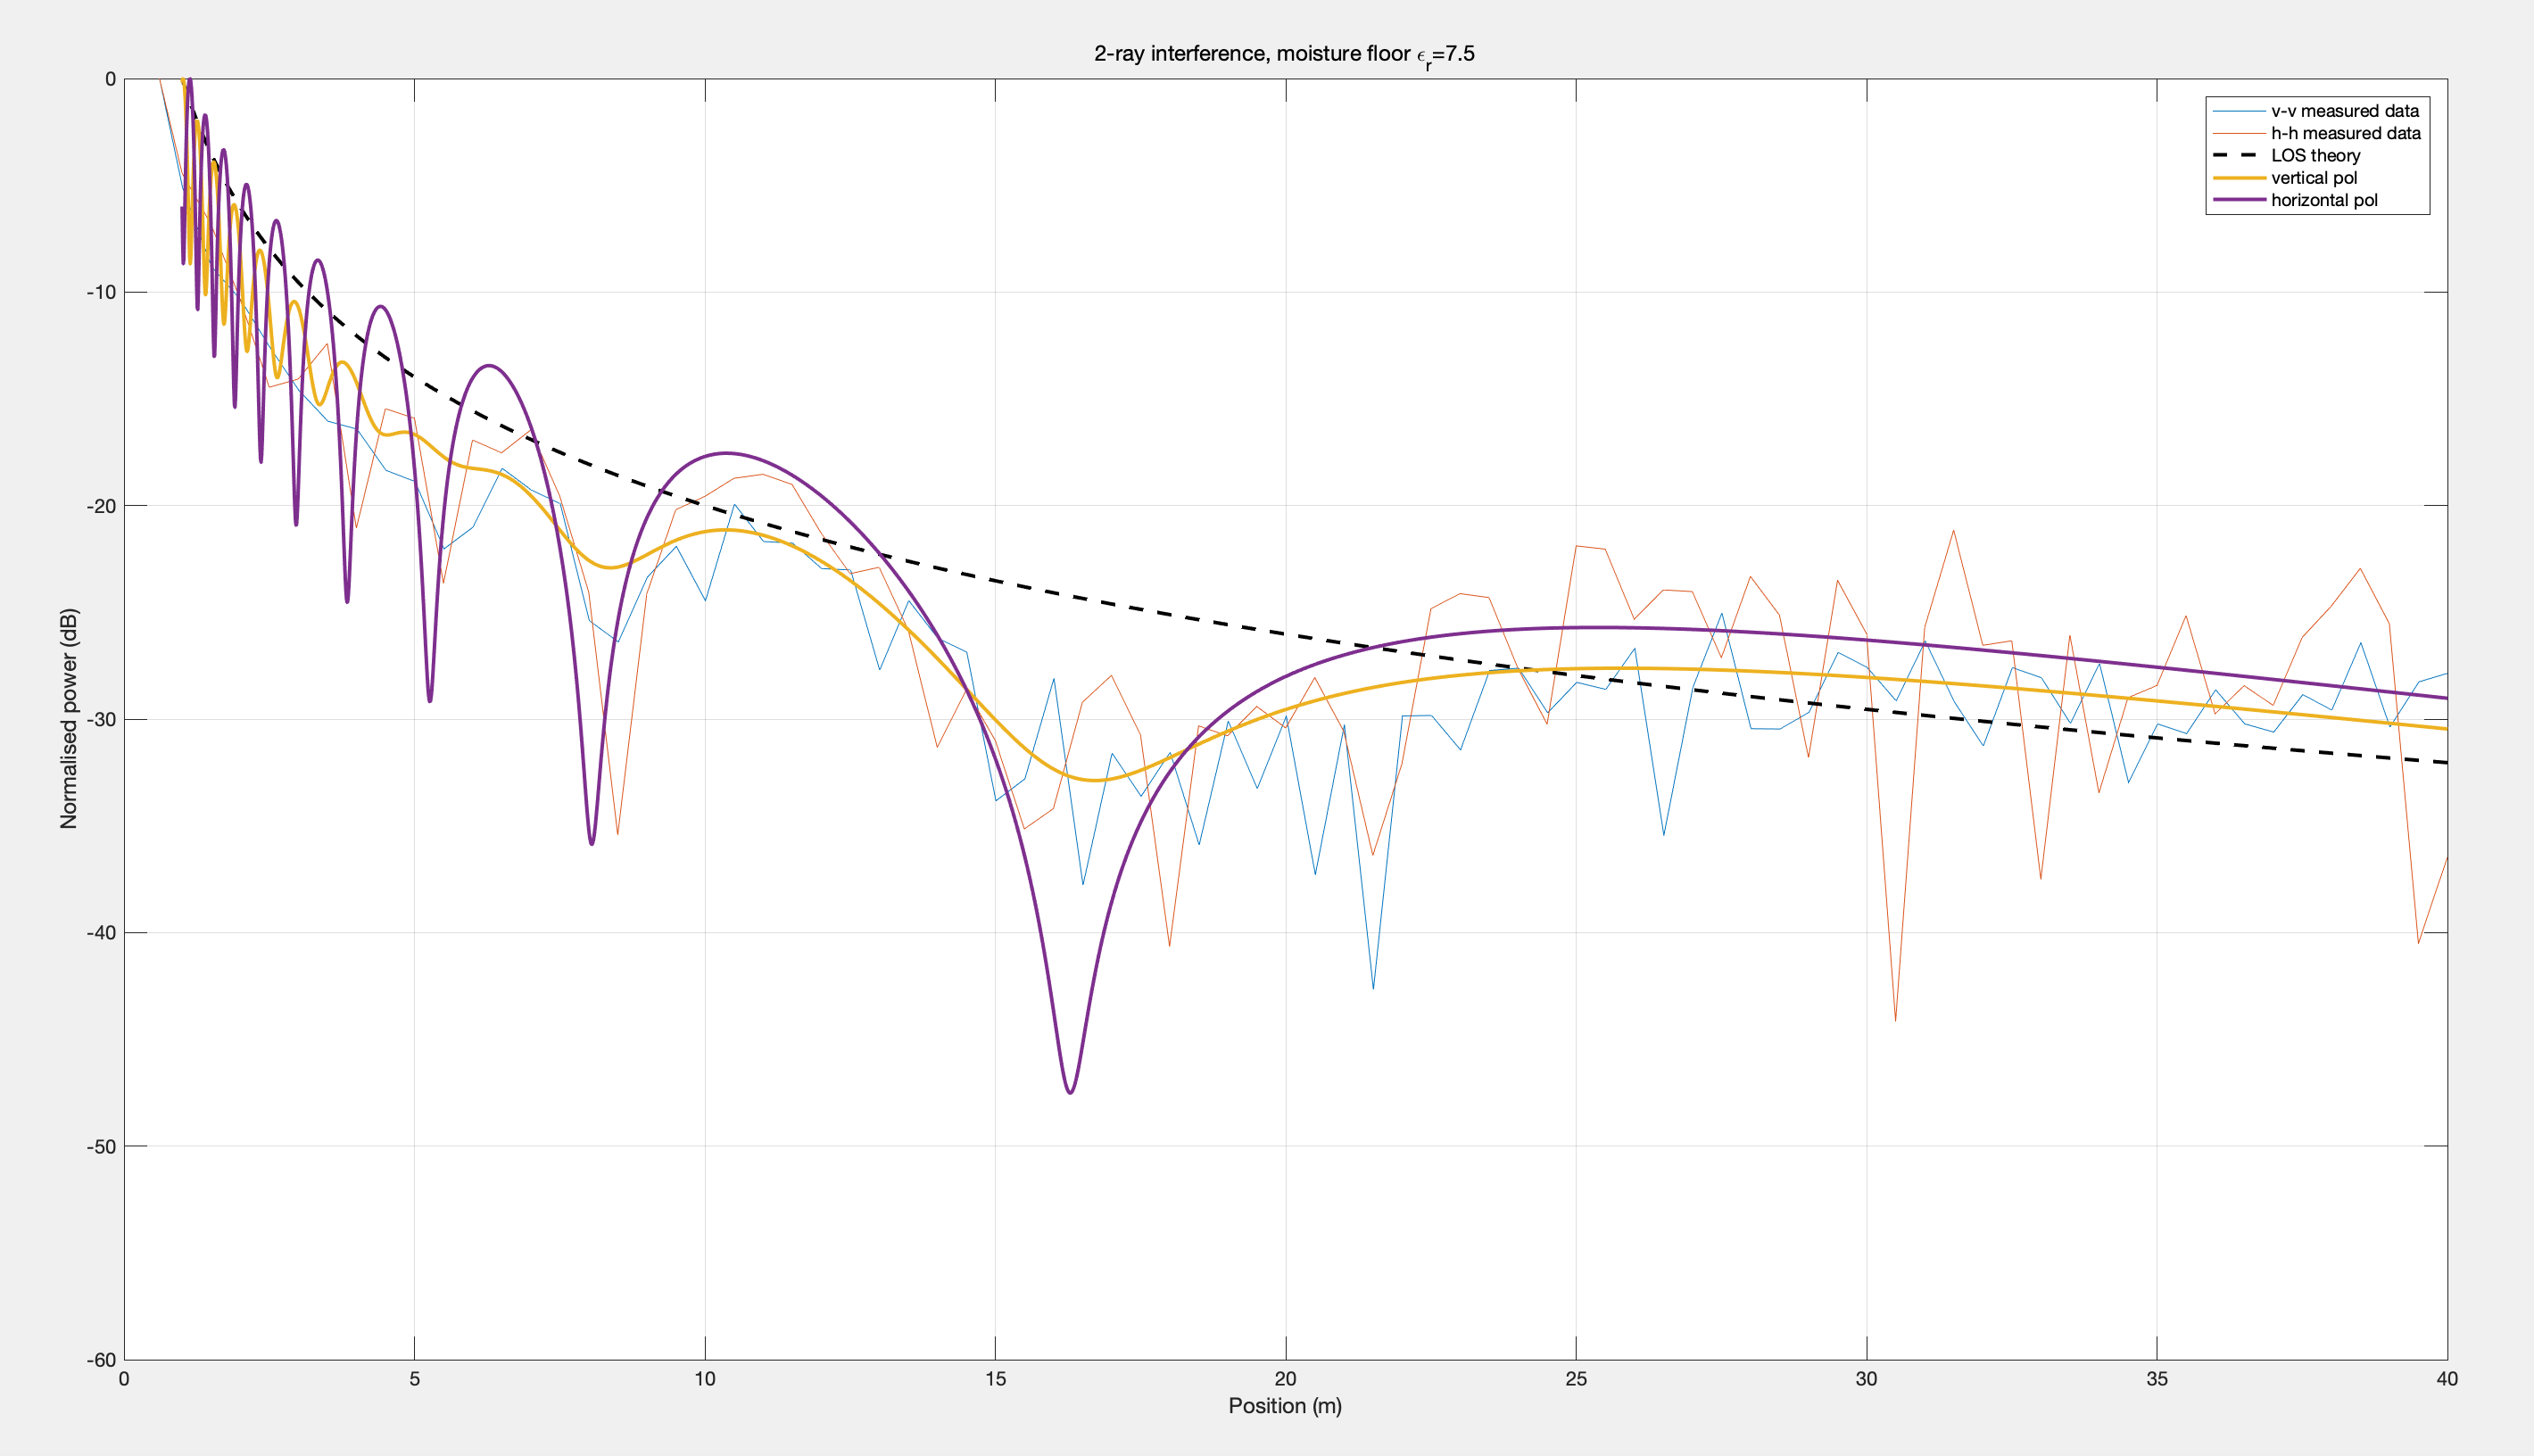 2-ray interference, moisture floor ϵr=7.5
v-v measured data
h-h measured data
LOS theory
vertical pol
horizontal pol
Normalised power (dB)
0
-10
-20
-30
-40
-50
-60
0 5 10 15 20 25 30 35 40
Position (m)